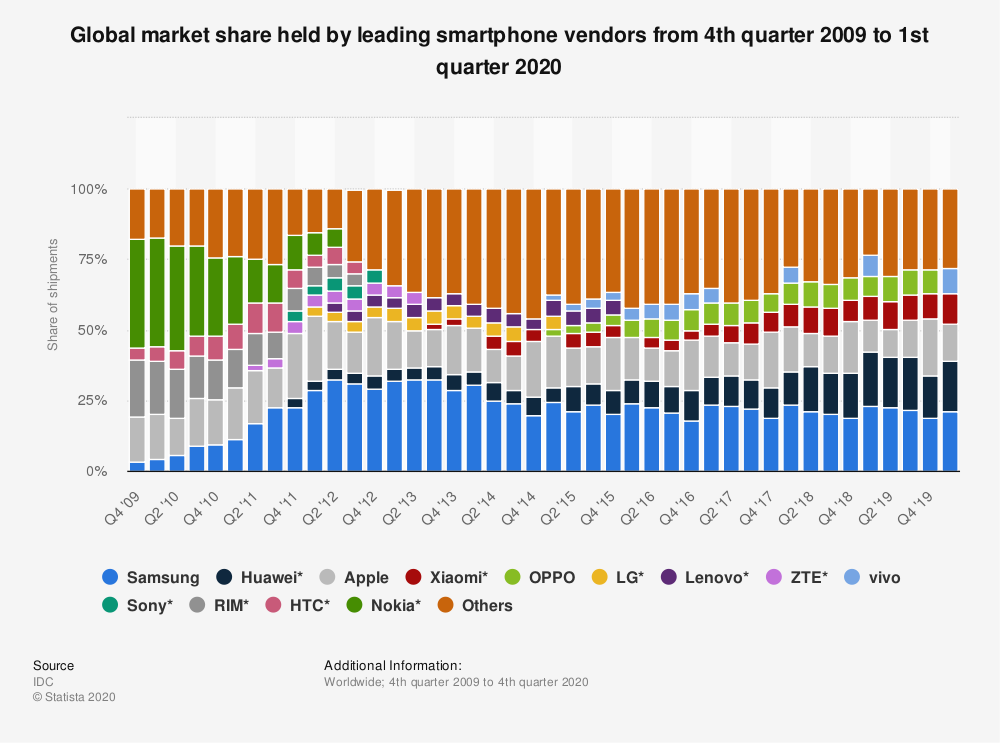 Global market share held by leading smartphone vendors from 4th quarter 2009 to 1st
quarter 2020
Share of shipments
100%
75%
50%
25%
0%
Q4 '09
Q2 '10
Q4 '10
Q2 '11
Q4 '11
Q2 '12
Q4 '12
Q2 '13
Q4 '13
Q2 '14
Q4 '14
Q2 '15
Q4 '15
Q2 '16
Q4 '16
Q2 '17
Q4 '17
Q2 '18
Q4 '18
Q2 '19
Q4 '19
Samsung Huawei* Apple Xiaomi* OPPO LG* Lenovo* ZTE* vivo
Sony* RIM* HTC* Nokia* Others
Source
IDC
© Statista 2020
Additional Information:
Worldwide; 4th quarter 2009 to 4th quarter 2020